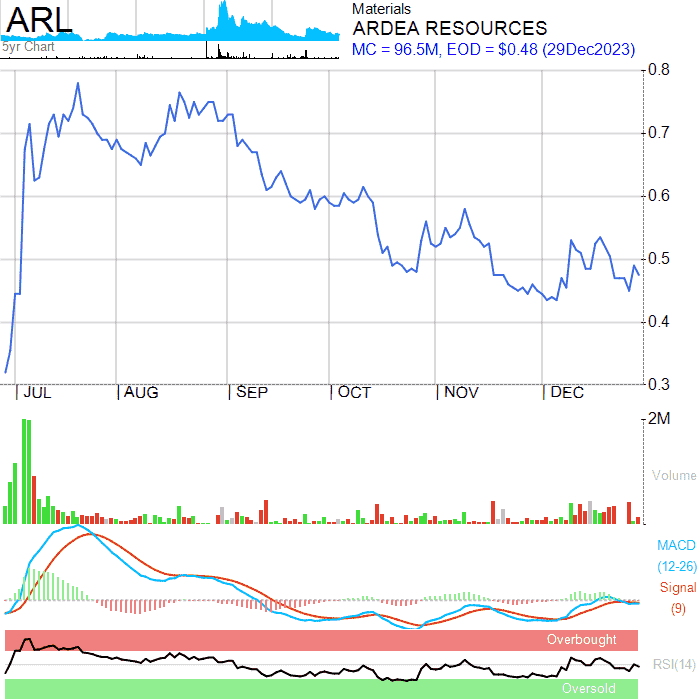 ARL
5yr Chart
Materials
ARDEA RESOURCES
MC = 96.5M, EOD = $0.48 (29Dec2023)
0.8
0.7
0.6
0.5
0.4
0.3
JUL AUG SEP OCT NOV DEC
2M
Volume
MACD
(12-26)
Signal
(9)
Overbought
RSI(14)
Oversold